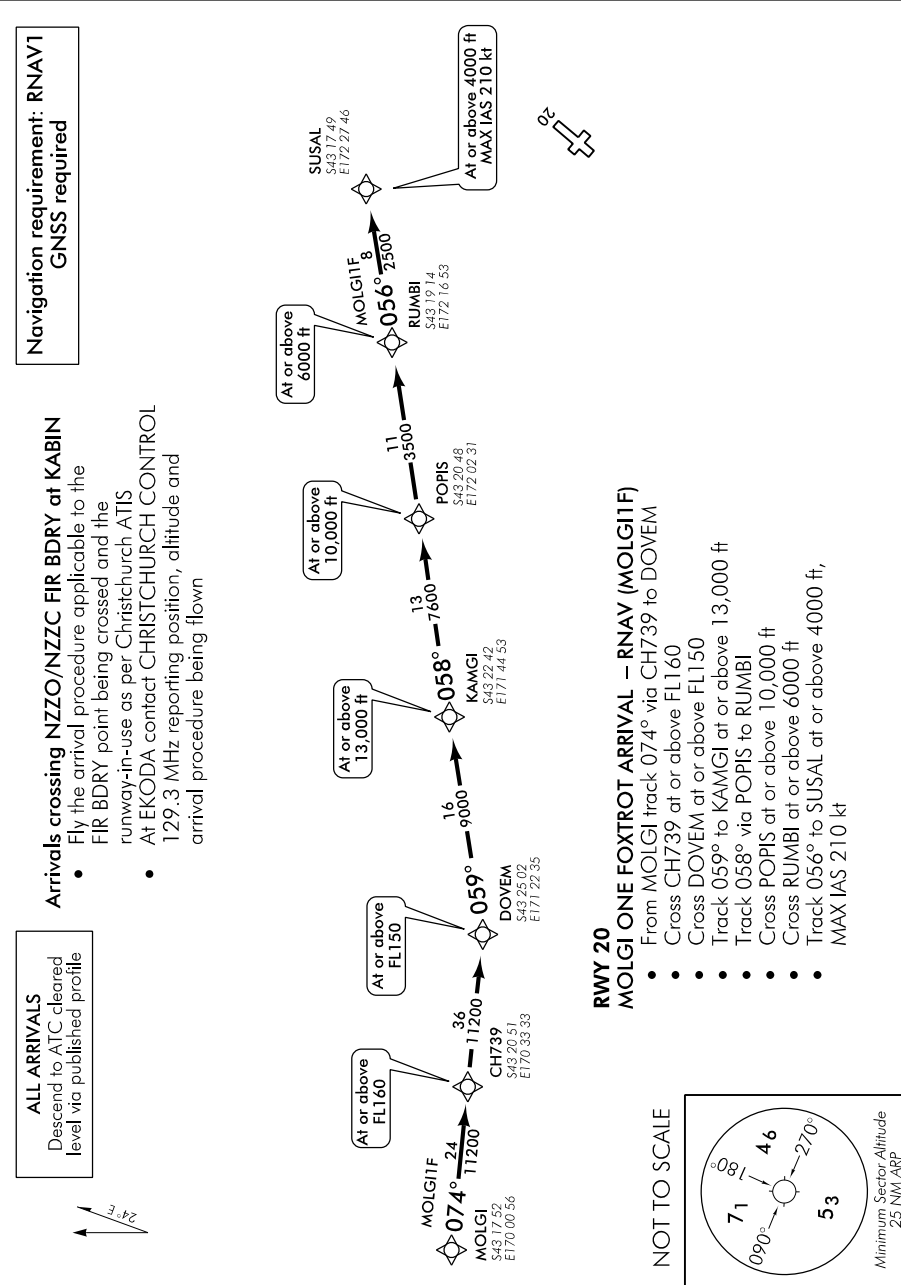 ALL ARRIVALS
Descend to ATC cleared
level via published profile
Arrivals crossing NZZO/NZZC FIR BDRY at KABIN
• Fly the arrival procedure applicable to the
FIR BDRY point being crossed and the
runway-in-use as per Christchurch ATIS
• At EKODA contact CHRISTCHURCH CONTROL
129.3 MHz reporting position, altitude and
arrival procedure being flown
Navigation requirement: RNAV1
GNSS required
24°E
MOLGI1F
074°
24
11200
MOLGI
S43 17 52
E170 00 56
At or above
FL160
CH739
S43 20 51
E170 33 33
36
11200
At or above
FL150
DOVEM
S43 25 02
E171 22 35
059°
16
9000
At or above
13,000 ft
KAMGI
S43 22 42
E171 44 53
058°
13
7600
At or above
10,000 ft
POPIS
S43 20 48
E172 02 31
11
3500
At or above
6000 ft
RUMBI
S43 19 14
E172 16 53
MOLGI1F
056°
8
2500
SUSAL
S43 17 49
E172 27 46
At or above 4000 ft
MAX IAS 210 kt
20
RWY 20
MOLGI ONE FOXTROT ARRIVAL – RNAV (MOLGI1F)
• From MOLGI track 074° via CH739 to DOVEM
• Cross CH739 at or above FL160
• Cross DOVEM at or above FL150
• Track 059° to KAMGI at or above 13,000 ft
• Track 058° via POPIS to RUMBI
• Cross POPIS at or above 10,000 ft
• Cross RUMBI at or above 6000 ft
• Track 056° to SUSAL at or above 4000 ft,
MAX IAS 210 kt
NOT TO SCALE
180°
71
46
090°
270°
53
Minimum Sector Altitude
25 NM ARP